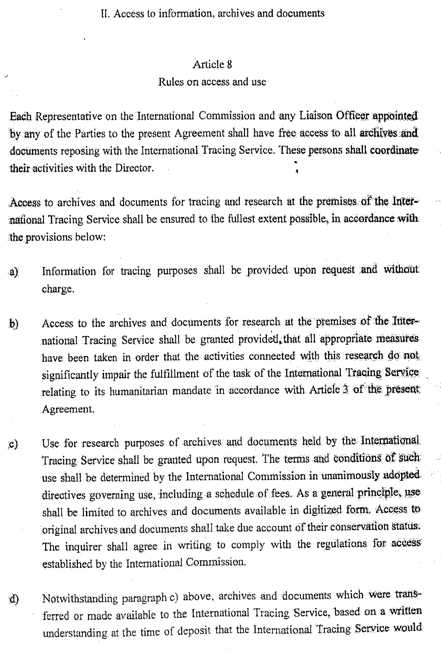 II. Access to information, archives and documents
Article 8
Rules on access and use
Each Representative on the International Commission and any Liaison Officer appointed
by any of the Parties to the present Agreement shall have free access to all archives and
documents reposing with the International Tracing Service. These persons shall coordinate
their activities with the Director.
Access to archives and documents for tracing and research at the premises of the Inter-
national Tracing Service shall be ensured to the fullest extent possible, in accordance with
the provisions below:
a) Information for tracing purposes shall be provided upon request and without
charge.
b) Access to the archives and documents for research at the premises of the Inter-
national Tracing Service shall be granted provided, that all appropriate measures
have been taken in order that the activities connected with this research do not
significantly impair the fulfillment of the task of the International Tracing Service
relating to its humanitarian mandate in accordance with Article 3 of the present
Agreement.
c) Use for research purposes of archives and documents held by the International
Tracing Service shall be granted upon request. The terms and conditions of such
use shall be determined by the International Commission in unanimously adopted
directives governing use, including a schedule of fees. As a general principle, use
shall be limited to archives and documents available in digitized form. Access to
original archives and documents shall take due account of their conservation status.
The inquirer shall agree in writing to comply with the regulations for access
established by the International Commission.
d) Notwithstanding paragraph c) above, archives and documents which were trans-
ferred or made available to the International Tracing Service, based on a written
understanding at the time of deposit that the International Tracing Service would